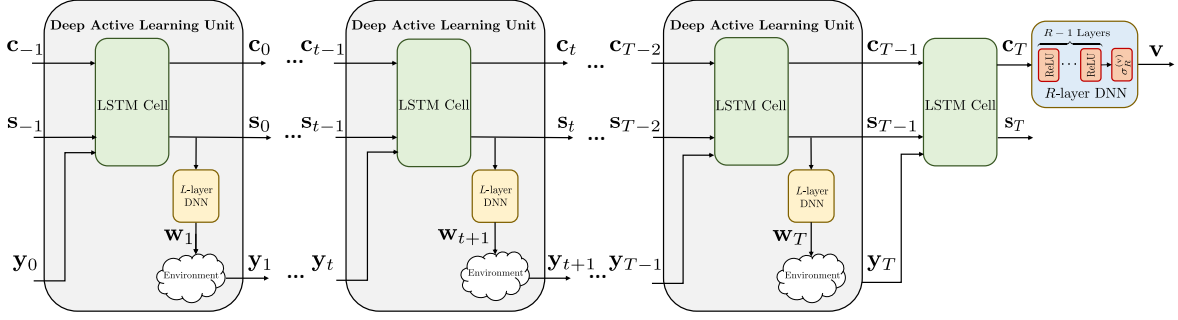 Deep Active Learning Unit
c_{-1}
c_0
LSTM Cell
s_{-1}
s_0
L-layer
DNN
w_1
y_0
Environment
y_1
...
...
...
Deep Active Learning Unit
c_{t-1}
c_t
LSTM Cell
s_{t-1}
s_t
L-layer
DNN
w_{t+1}
y_t
Environment
y_{t+1}
...
...
...
Deep Active Learning Unit
c_{T-2}
c_{T-1}
LSTM Cell
s_{T-2}
s_{T-1}
L-layer
DNN
w_T
y_{T-1}
Environment
y_T
LSTM Cell
c_T
s_T
R − 1 Layers
ReLU
···
ReLU
σ_R^{(v)}
R-layer DNN
v